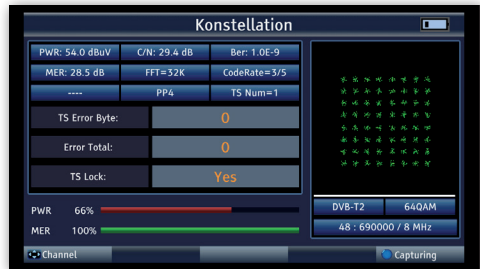 Konstellation
PWR: 54.0 dBuV C/N: 29.4 dB Ber: 1.0E-9
MER: 28.5 dB FFT=32K CodeRate=3/5
---- PP4 TS Num=1
TS Error Byte: 0
Error Total: 0
TS Lock: Yes
PWR 66%
MER 100%
DVB-T2 64QAM
48 : 690000 / 8 MHz
Channel Capturing